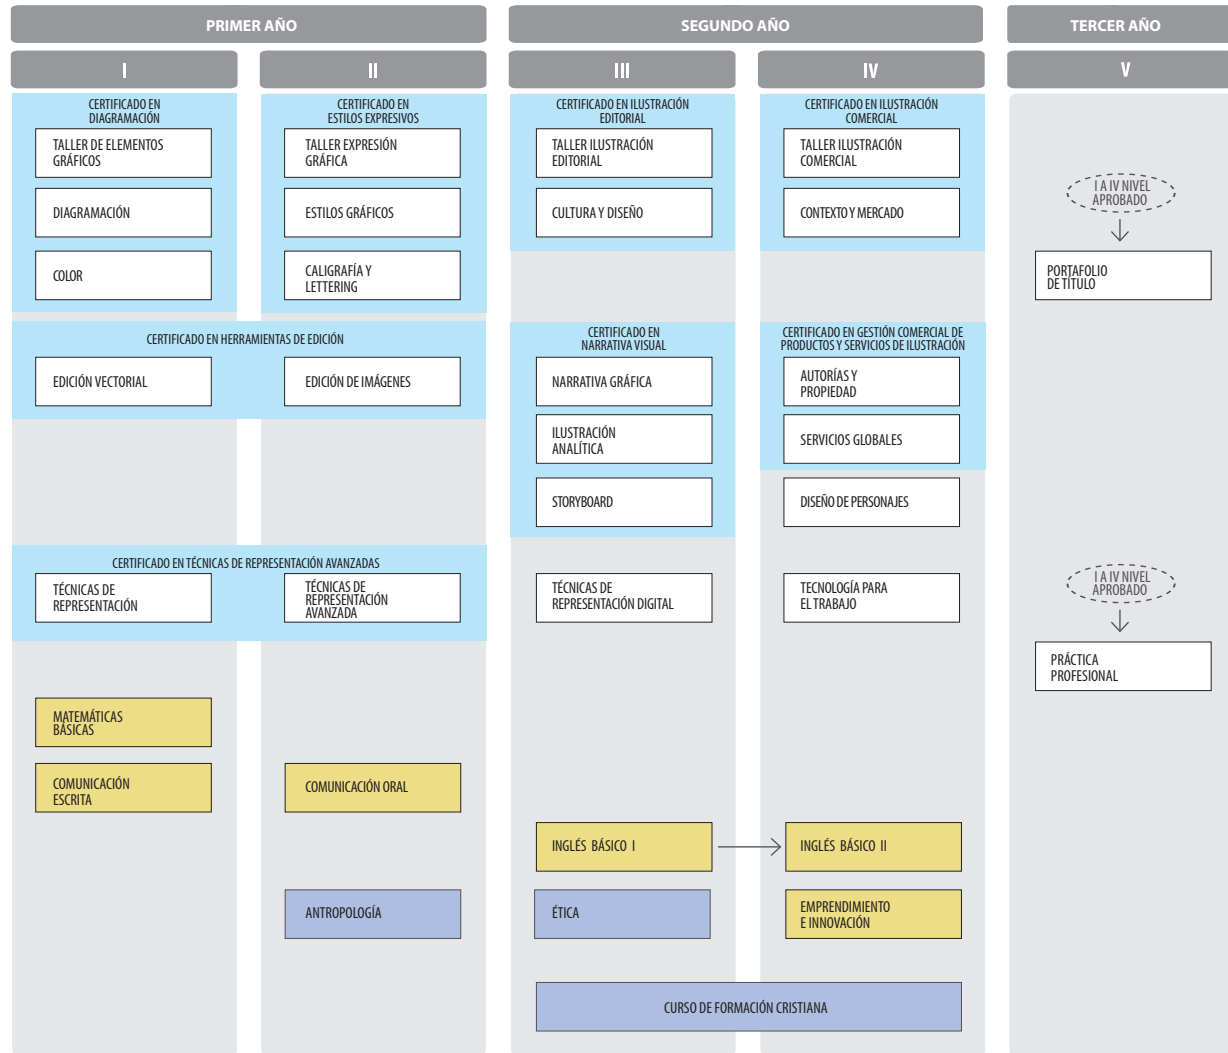 PRIMER AÑO
SEGUNDO AÑO
TERCER AÑO
I
II
III
IV
V
CERTIFICADO EN
DIAGRAMACIÓN
TALLER DE ELEMENTOS
GRÁFICOS
DIAGRAMACIÓN
COLOR
CERTIFICADO EN
ESTILOS EXPRESIVOS
TALLER EXPRESIÓN
GRÁFICA
ESTILOS GRÁFICOS
CALIGRAFÍA Y
LETTERING
CERTIFICADO EN ILUSTRACIÓN
EDITORIAL
TALLER ILUSTRACIÓN
EDITORIAL
CULTURA Y DISEÑO
CERTIFICADO EN ILUSTRACIÓN
COMERCIAL
TALLER ILUSTRACIÓN
COMERCIAL
CONTEXTO Y MERCADO
I A IV NIVEL
APROBADO
PORTAFOLIO
DE TÍTULO
CERTIFICADO EN HERRAMIENTAS DE EDICIÓN
EDICIÓN VECTORIAL
EDICIÓN DE IMÁGENES
CERTIFICADO EN
NARRATIVA VISUAL
NARRATIVA GRÁFICA
ILUSTRACIÓN
ANALÍTICA
STORYBOARD
CERTIFICADO EN GESTIÓN COMERCIAL DE
PRODUCTOS Y SERVICIOS DE ILUSTRACIÓN
AUTORÍAS Y
PROPIEDAD
SERVICIOS GLOBALES
DISEÑO DE PERSONAJES
CERTIFICADO EN TÉCNICAS DE REPRESENTACIÓN AVANZADAS
TÉCNICAS DE
REPRESENTACIÓN
TÉCNICAS DE
REPRESENTACIÓN
AVANZADA
TÉCNICAS DE
REPRESENTACIÓN DIGITAL
TECNOLOGÍA PARA
EL TRABAJO
I A IV NIVEL
APROBADO
PRÁCTICA
PROFESIONAL
MATEMÁTICAS
BÁSICAS
COMUNICACIÓN
ESCRITA
COMUNICACIÓN ORAL
INGLÉS BÁSICO I
INGLÉS BÁSICO II
ANTROPOLOGÍA
ÉTICA
EMPRENDIMIENTO
E INNOVACIÓN
CURSO DE FORMACIÓN CRISTIANA